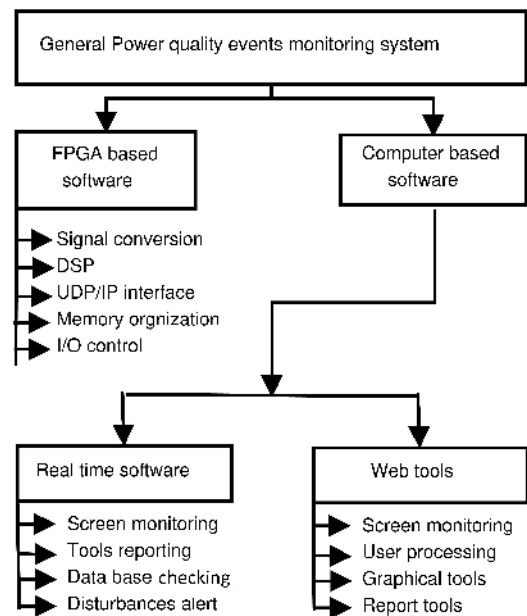 General Power quality events monitoring system
FPGA based
software
Computer based
software
Signal conversion
DSP
UDP/IP interface
Memory orgnization
I/O control
Real time software
Web tools
Screen monitoring
Tools reporting
Data base checking
Disturbances alert
Screen monitoring
User processing
Graphical tools
Report tools